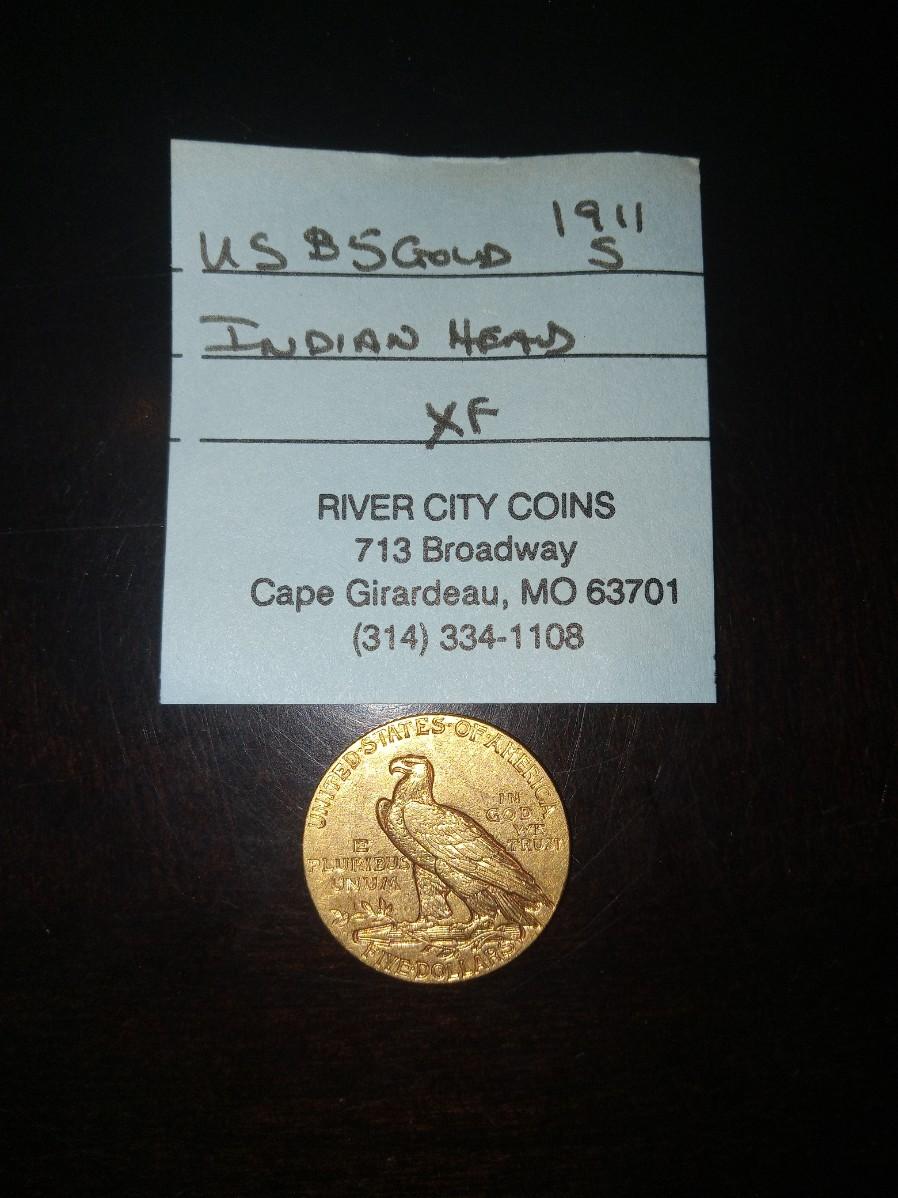 1911
US $5 GOLD S
INDIAN HEAD
XF
RIVER CITY COINS
713 Broadway
Cape Girardeau, MO 63701
(314) 334-1108
UNITED·STATES·OF·AMERICA
IN
GOD
WE
TRUST
E
PLURIBUS
UNUM
FIVE·DOLLARS